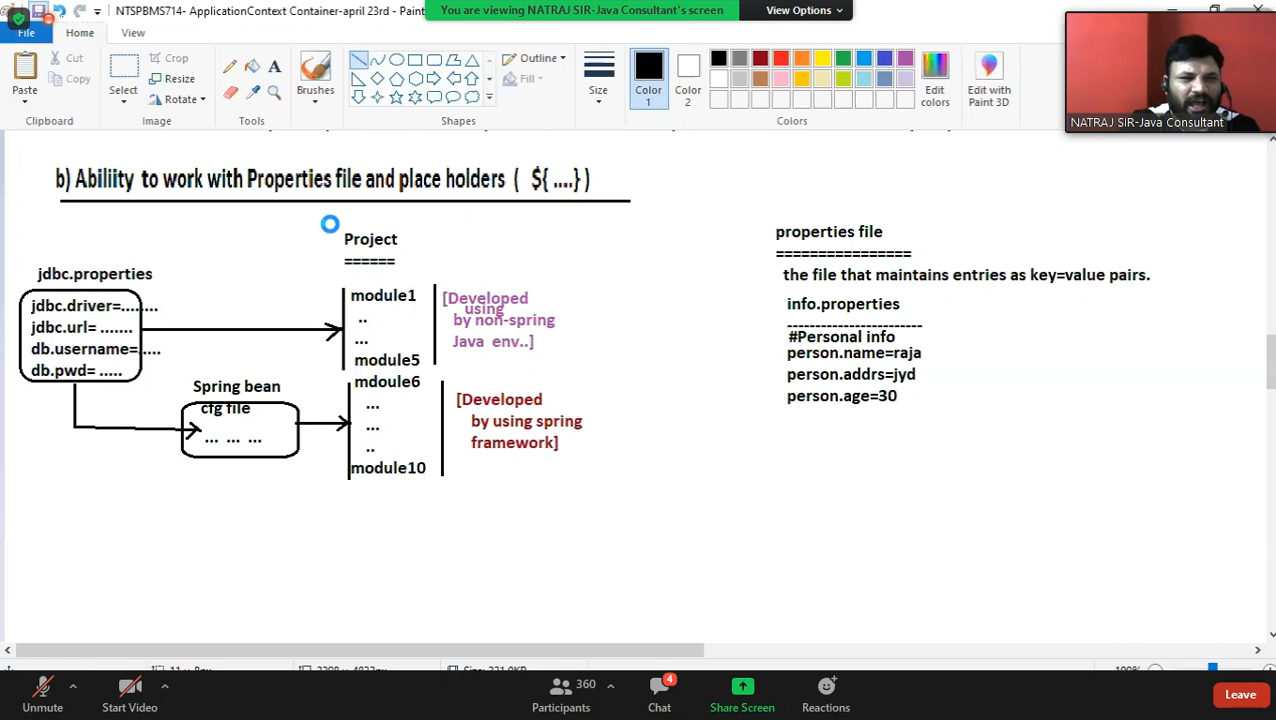 NTSPBMS714- ApplicationContext Container-april 23rd - Paint
You are viewing NATRAJ SIR-Java Consultant's screen
View Options
File
Home
View
Paste
Cut
Copy
Clipboard
Select
Crop
Resize
Rotate
Image
Tools
Brushes
Outline
Fill
Shapes
Size
Color 1
Color 2
Edit colors
Colors
Edit with Paint 3D
NATRAJ SIR-Java Consultant
b) Abiliity to work with Properties file and place holders ( ${ ....} )
Project
======
jdbc.properties
jdbc.driver=........
jdbc.url= .......
db.username=.....
db.pwd= .....
Spring bean
cfg file
... ... ...
module1
..
...
module5
mdoule6
...
...
..
module10
[Developed
using
by non-spring
Java env..]
[Developed
by using spring
framework]
properties file
================
the file that maintains entries as key=value pairs.
info.properties
------------------------
#Personal info
person.name=raja
person.addrs=jyd
person.age=30
100%
Unmute
Start Video
360
Participants
4
Chat
Share Screen
Reactions
Leave